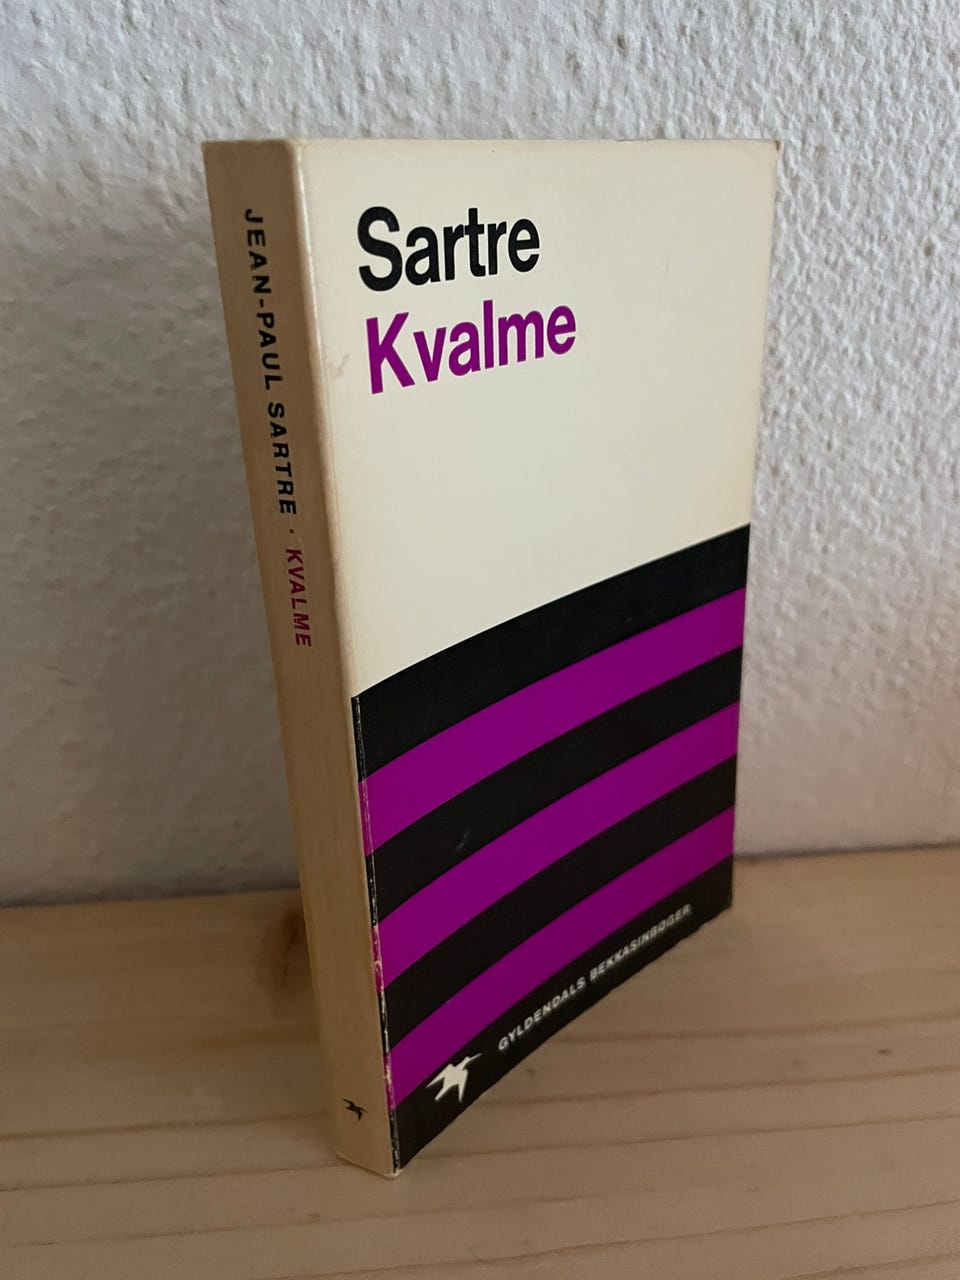 Sartre
Kvalme
GYLDENDALS BEKKASINBØGER
JEAN-PAUL SARTRE · KVALME